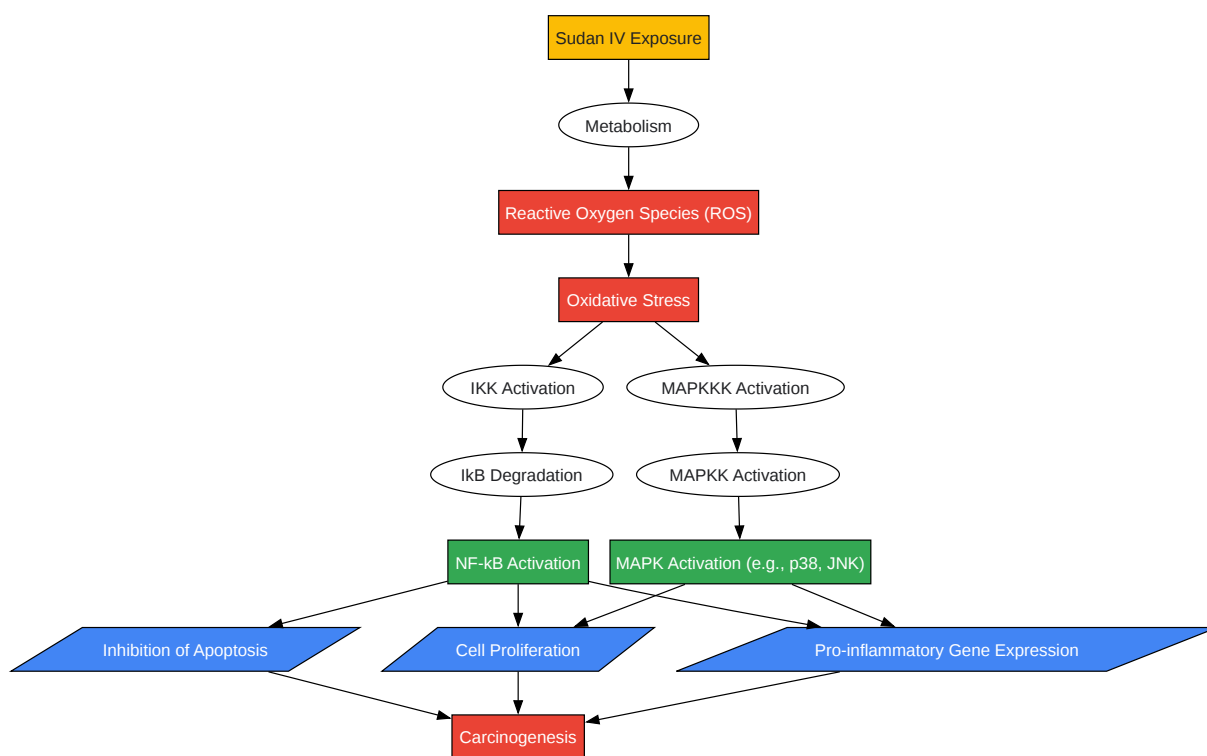 Sudan IV Exposure
Metabolism
Reactive Oxygen Species (ROS)
Oxidative Stress
IKK Activation
MAPKKK Activation
IkB Degradation
MAPKK Activation
NF-kB Activation
MAPK Activation (e.g., p38, JNK)
Inhibition of Apoptosis
Cell Proliferation
Pro-inflammatory Gene Expression
Carcinogenesis